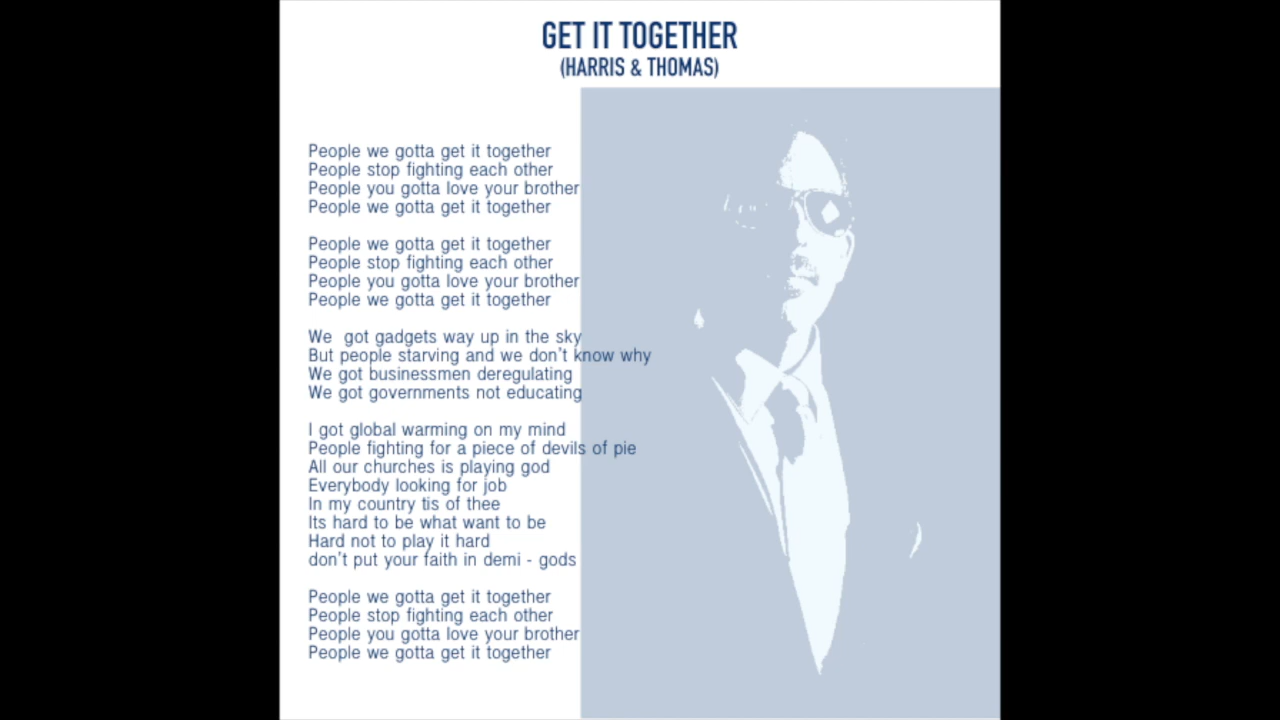 GET IT TOGETHER
(HARRIS & THOMAS)
People we gotta get it together
People stop fighting each other
People you gotta love your brother
People we gotta get it together
People we gotta get it together
People stop fighting each other
People you gotta love your brother
People we gotta get it together
We got gadgets way up in the sky
But people starving and we don't know why
We got businessmen deregulating
We got governments not educating
I got global warming on my mind
People fighting for a piece of devils of pie
All our churches is playing god
Everybody looking for job
In my country tis of thee
Its hard to be what want to be
Hard not to play it hard
don't put your faith in demi - gods
People we gotta get it together
People stop fighting each other
People you gotta love your brother
People we gotta get it together